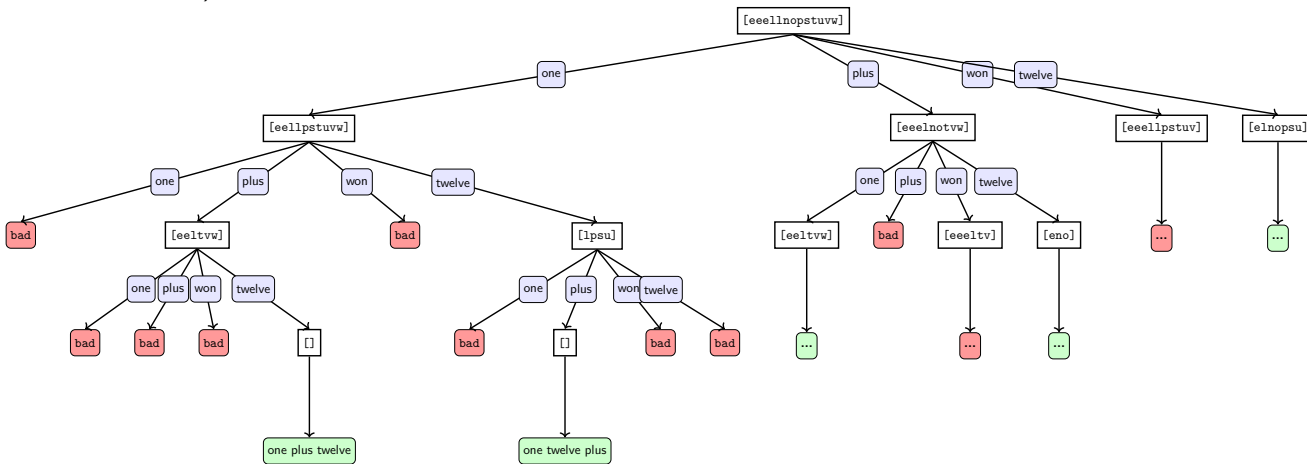 [eeellnopstuvw]
one plus won twelve
[eellpstuvw] [eeelnotvw] [eeellpstuv] [elnopsu]
one plus won twelve one plus won twelve
bad [eeltvw] bad [lpsu] [eeltvw] bad [eeeltv] [eno] ... ...
one plus won twelve one plus won twelve
bad bad bad [] bad [] bad bad ... ... ...
one plus twelve one twelve plus